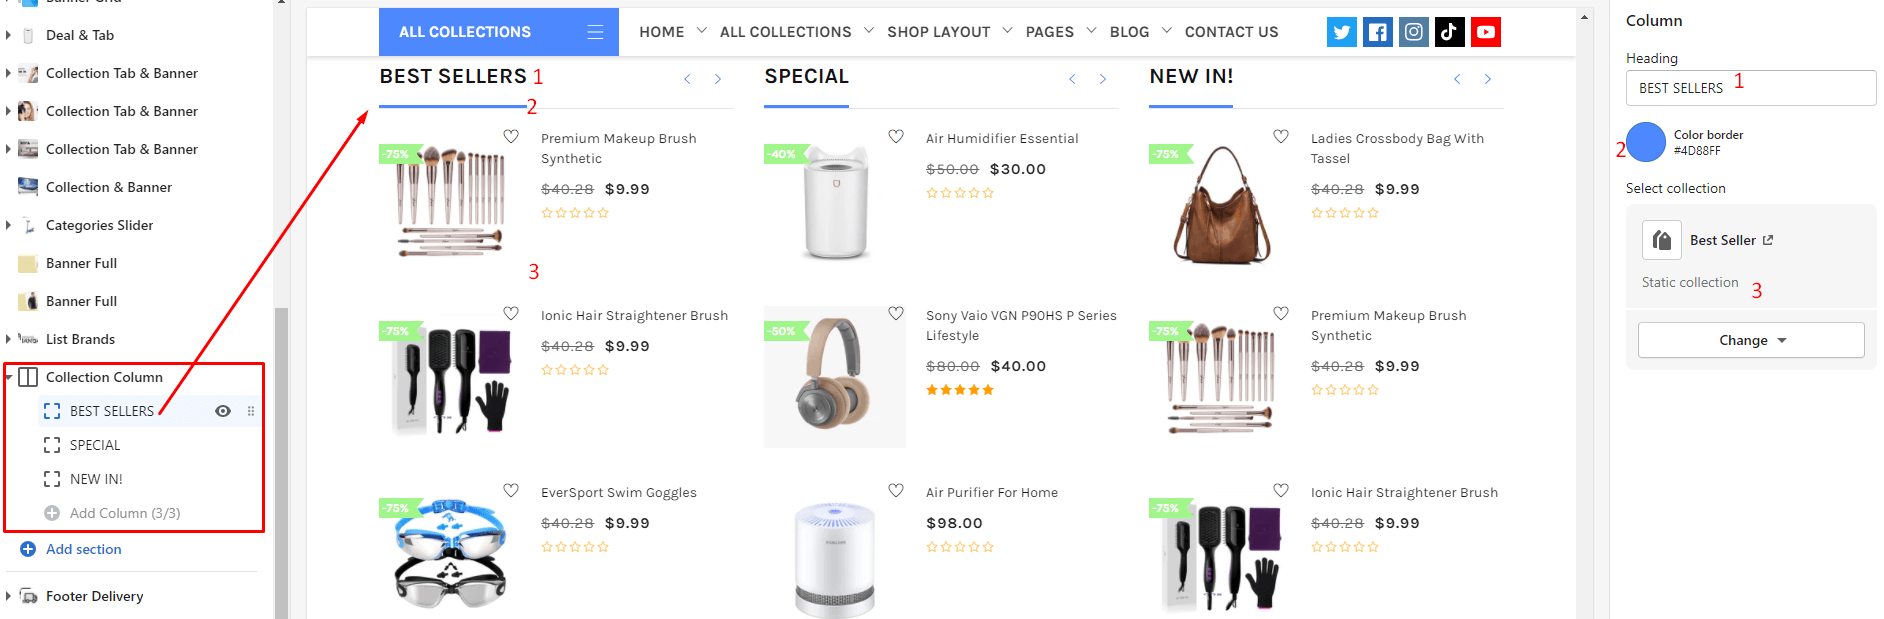 Banner Grid
Deal & Tab
Collection Tab & Banner
Collection Tab & Banner
Collection Tab & Banner
Collection & Banner
Categories Slider
Banner Full
Banner Full
List Brands
Collection Column
BEST SELLERS
SPECIAL
NEW IN!
Add Column (3/3)
Add section
Footer Delivery
ALL COLLECTIONS
HOME
ALL COLLECTIONS
SHOP LAYOUT
PAGES
BLOG
CONTACT US
BEST SELLERS 1
2
-75%
Premium Makeup Brush
Synthetic
$40.28 $9.99
3
-75%
Ionic Hair Straightener Brush
$40.28 $9.99
-75%
EverSport Swim Goggles
$40.28 $9.99
SPECIAL
-40%
Air Humidifier Essential
$50.00 $30.00
-50%
Sony Vaio VGN P90HS P Series
Lifestyle
$80.00 $40.00
Air Purifier For Home
$98.00
NEW IN!
-75%
Ladies Crossbody Bag With
Tassel
$40.28 $9.99
-75%
Premium Makeup Brush
Synthetic
$40.28 $9.99
-75%
Ionic Hair Straightener Brush
$40.28 $9.99
Column
Heading
BEST SELLERS 1
2
Color border
#4D88FF
Select collection
Best Seller
Static collection
3
Change